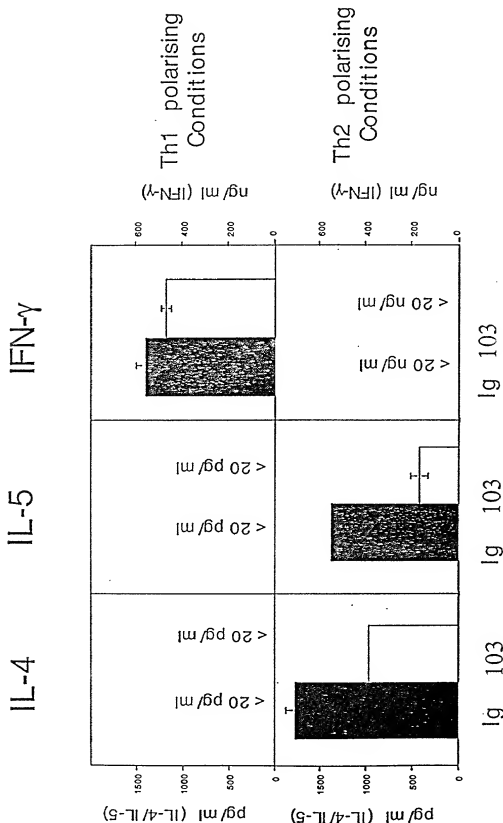 IL-4
IL-5
IFN-γ
Th1 polarising
Conditions
pg/ml (IL-4/IL-5)
1500
1000
500
0
< 20 pg/ml
< 20 pg/ml
< 20 pg/ml
< 20 pg/ml
600
400
200
0
ng/ml (IFN-γ)
Th2 polarising
Conditions
pg/ml (IL-4/IL-5)
1500
1000
500
0
< 20 ng/ml
< 20 ng/ml
600
400
200
0
ng/ml (IFN-γ)
Ig 103
Ig 103
Ig 103